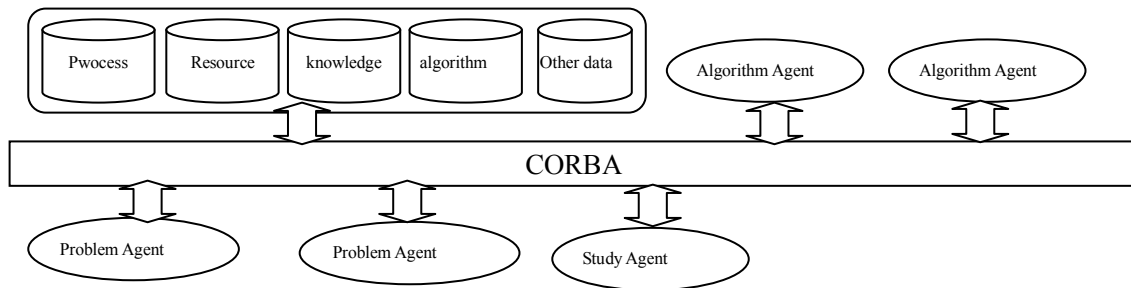 Pwocess
Resource
knowledge
algorithm
Other data
Algorithm Agent
Algorithm Agent
CORBA
Problem Agent
Problem Agent
Study Agent